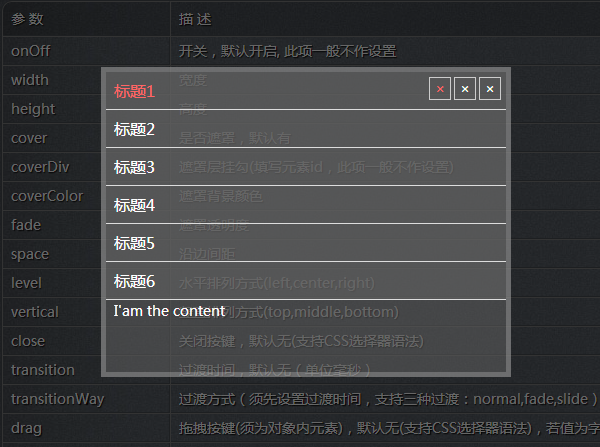 参 数 描 述
onOff 开关，默认开启, 此项一般不作设置
width 宽度
标题1 × × ×
height 高度
标题2
cover 是否遮罩，默认有
标题3
coverDiv 遮罩层挂勾(填写元素id，此项一般不作设置)
coverColor 遮罩背景颜色
标题4
fade 遮罩透明度
标题5
space 沿边间距
标题6
level 水平排列方式(left,center,right)
vertical 排列方式(top,middle,bottom)
I'am the content
close 关闭按键，默认无(支持CSS选择器语法)
transition 过渡时间，默认无（单位毫秒）
transitionWay 过渡方式（须先设置过渡时间，支持三种过渡：normal,fade,slide）
drag 拖拽按键(须为对象内元素)，默认无(支持CSS选择器语法)，若值为字